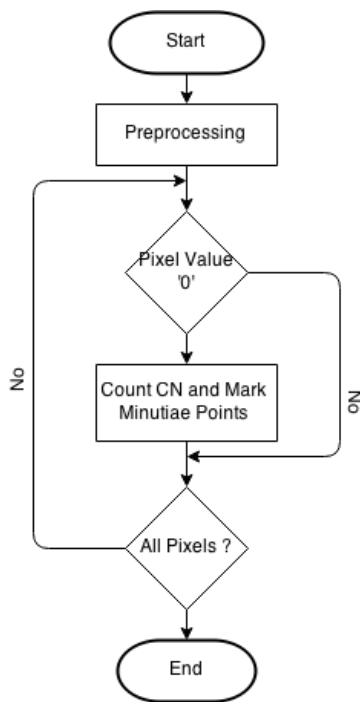 Start
Preprocessing
Pixel Value
'0'
Count CN and Mark
Minutiae Points
No
No
All Pixels ?
End